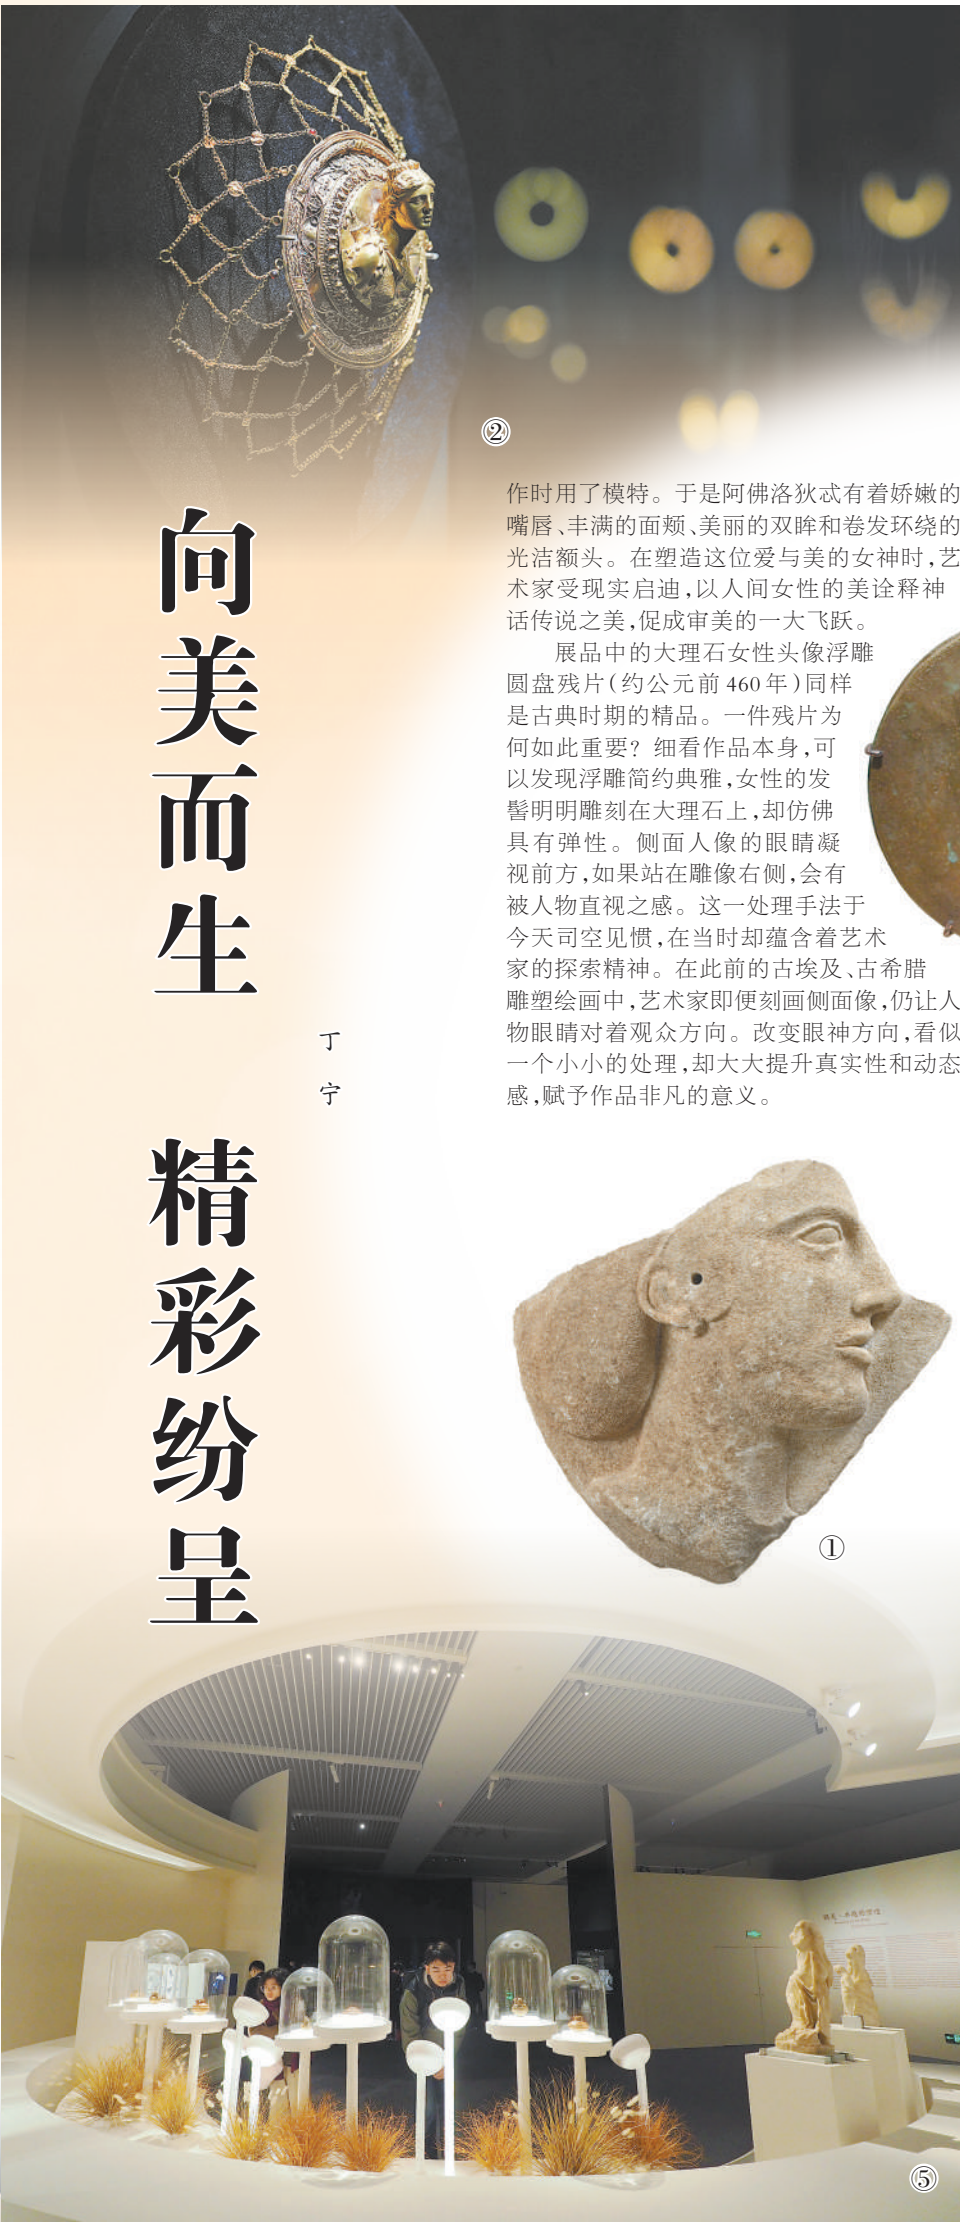 ②
向美而生
精彩纷呈
丁宁
作时用了模特。于是阿佛洛狄忒有着娇嫩的
嘴唇、丰满的面颊、美丽的双眸和卷发环绕的
光洁额头。在塑造这位爱与美的女神时,艺
术家受现实启迪,以人间女性的美诠释神
话传说之美,促成审美的一大飞跃。
展品中的大理石女性头像浮雕
圆盘残片(约公元前460年)同样
是古典时期的精品。一件残片为
何如此重要?细看作品本身,可
以发现浮雕简约典雅,女性的发
髻明明雕刻在大理石上,却仿佛
具有弹性。侧面人像的眼睛凝
视前方,如果站在雕像右侧,会有
被人物直视之感。这一处理手法于
今天司空见惯,在当时却蕴含着艺术
家的探索精神。在此前的古埃及、古希腊
雕塑绘画中,艺术家即便刻画侧面像,仍让人
物眼睛对着观众方向。改变眼神方向,看似
一个小小的处理,却大大提升真实性和动态
感,赋予作品非凡的意义。
①
⑤